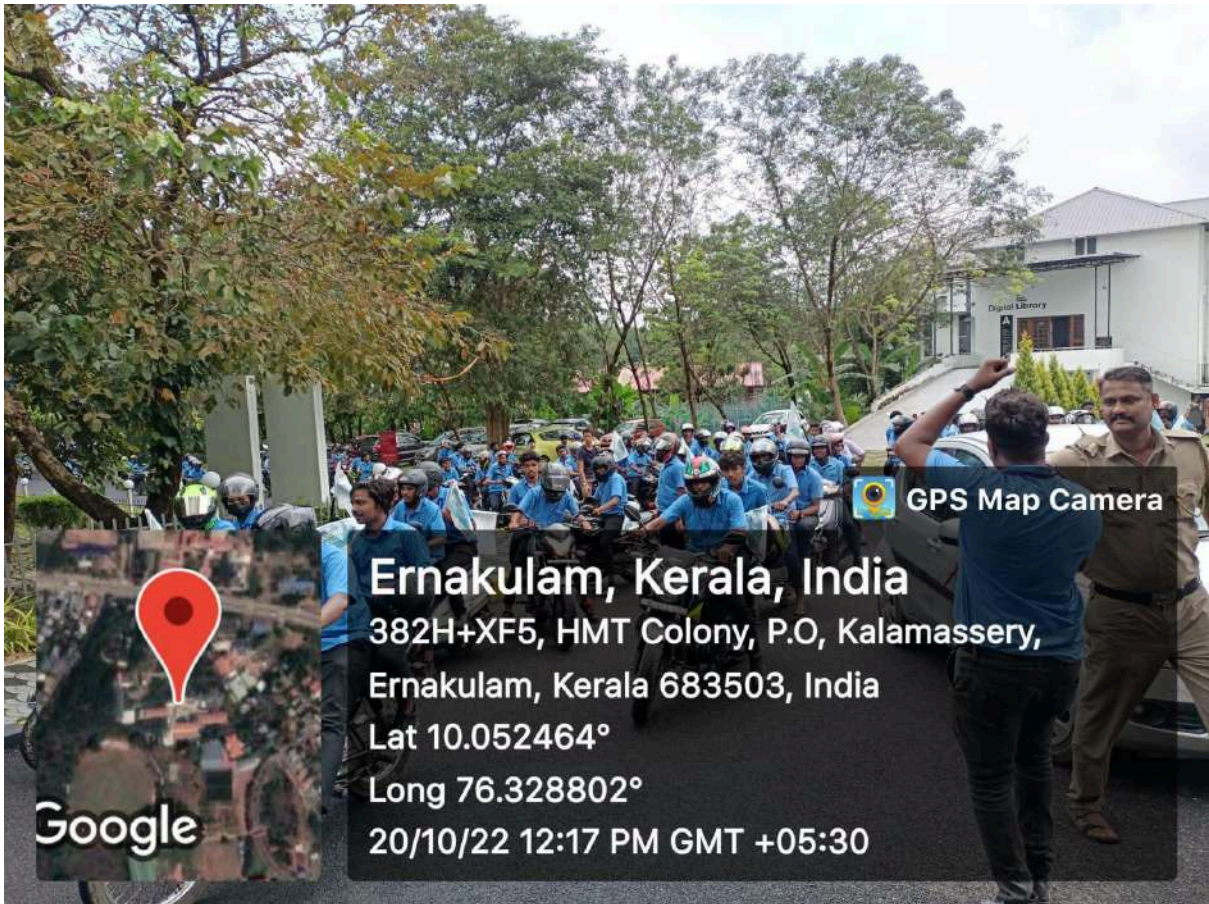 Digital Library
A
GPS Map Camera
Ernakulam, Kerala, India
382H+XF5, HMT Colony, P.O, Kalamassery,
Ernakulam, Kerala 683503, India
Lat 10.052464°
Long 76.328802°
20/10/22 12:17 PM GMT +05:30
Google